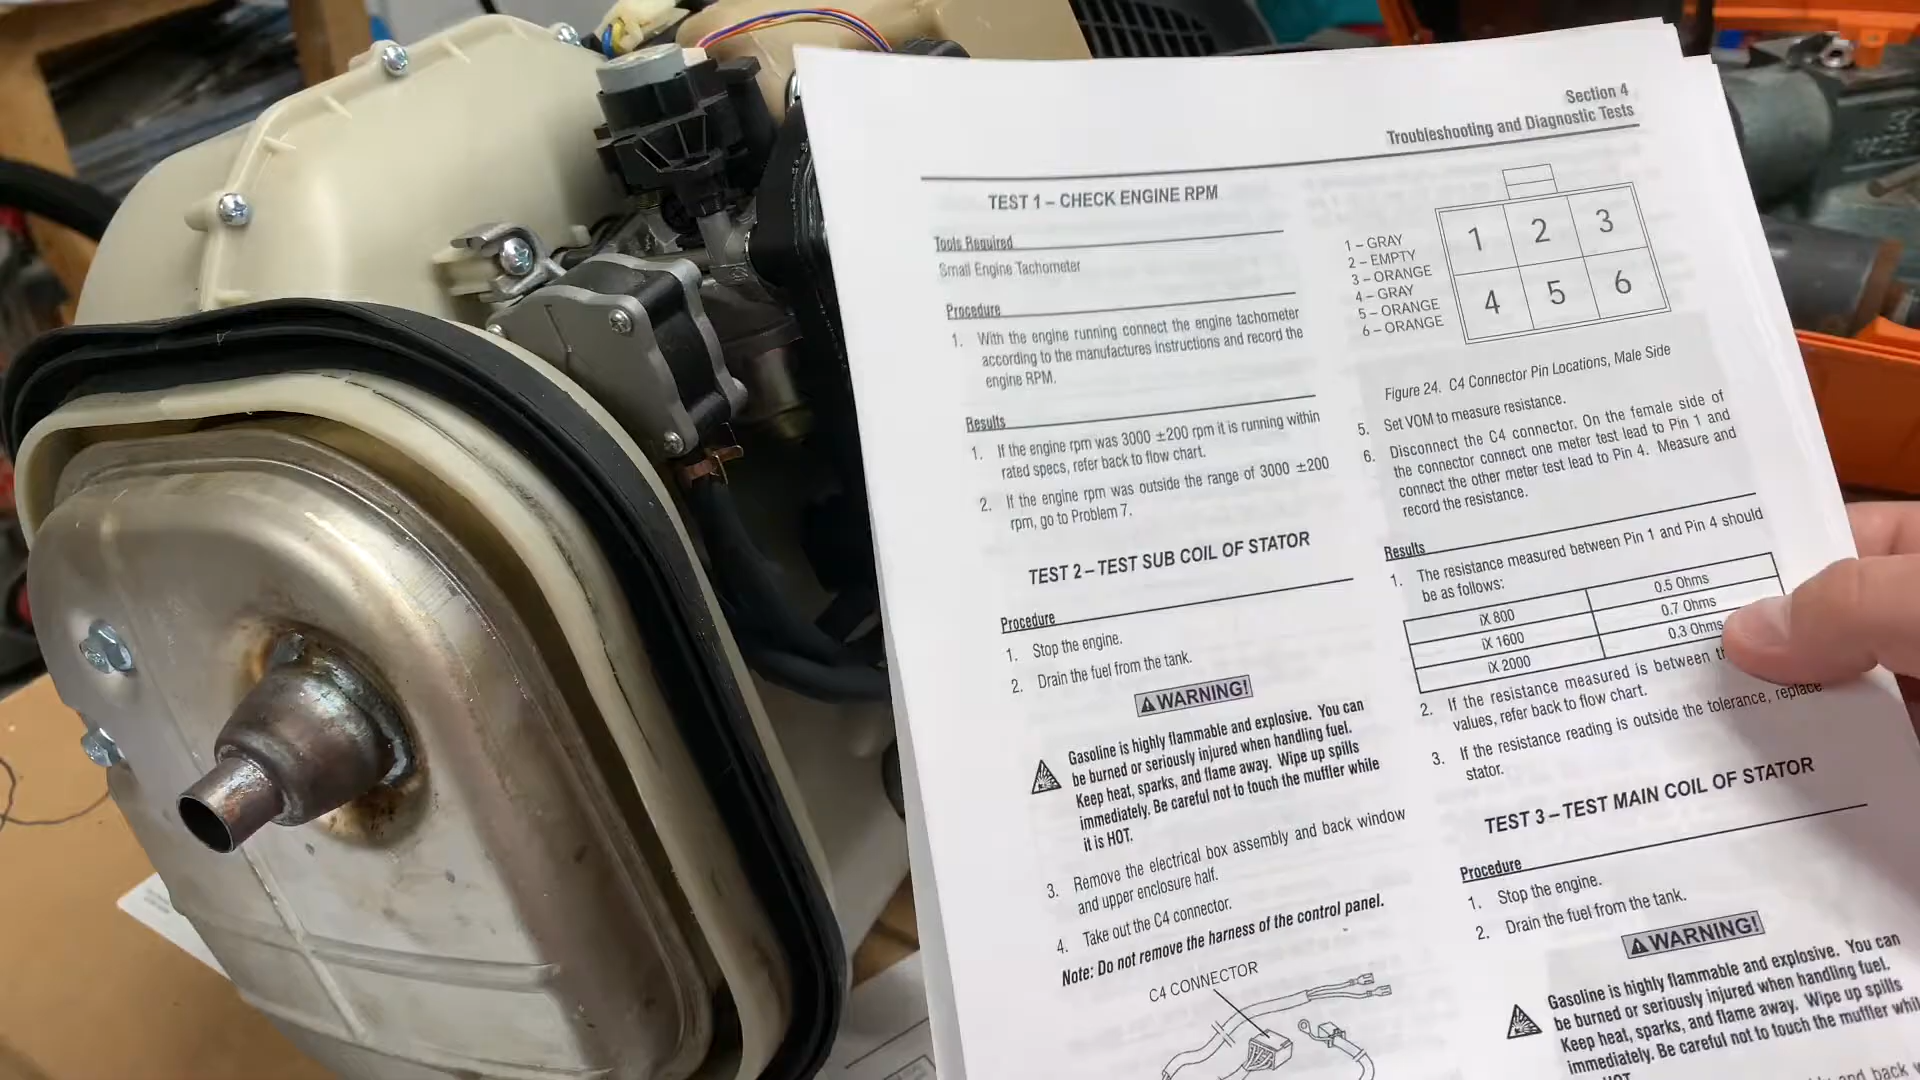 Section 4
Troubleshooting and Diagnostic Tests
TEST 1 – CHECK ENGINE RPM
Tools Required
Small Engine Tachometer
Procedure
1. With the engine running connect the engine tachometer
according to the manufactures instructions and record the
engine RPM.
Results
1. If the engine rpm was 3000 ±200 rpm it is running within
rated specs, refer back to flow chart.
2. If the engine rpm was outside the range of 3000 ±200
rpm, go to Problem 7.
TEST 2 – TEST SUB COIL OF STATOR
Procedure
1. Stop the engine.
2. Drain the fuel from the tank.
WARNING!
Gasoline is highly flammable and explosive. You can
be burned or seriously injured when handling fuel.
Keep heat, sparks, and flame away. Wipe up spills
immediately. Be careful not to touch the muffler while
it is HOT.
3. Remove the electrical box assembly and back window
and upper enclosure half.
4. Take out the C4 connector.
Note: Do not remove the harness of the control panel.
C4 CONNECTOR
1 – GRAY
2 – EMPTY
3 – ORANGE
4 – GRAY
5 – ORANGE
6 – ORANGE
1 2 3
4 5 6
Figure 24. C4 Connector Pin Locations, Male Side
5. Set VOM to measure resistance.
6. Disconnect the C4 connector. On the female side of
the connector connect one meter test lead to Pin 1 and
connect the other meter test lead to Pin 4. Measure and
record the resistance.
Results
1. The resistance measured between Pin 1 and Pin 4 should
be as follows:
iX 800 0.5 Ohms
iX 1600 0.7 Ohms
iX 2000 0.3 Ohms
2. If the resistance measured is between
values, refer back to flow chart.
3. If the resistance reading is outside the tolerance, replace
stator.
TEST 3 – TEST MAIN COIL OF STATOR
Procedure
1. Stop the engine.
2. Drain the fuel from the tank.
WARNING!
Gasoline is highly flammable and explosive. You can
be burned or seriously injured when handling fuel.
Keep heat, sparks, and flame away. Wipe up spills
immediately. Be careful not to touch the muffler
and back